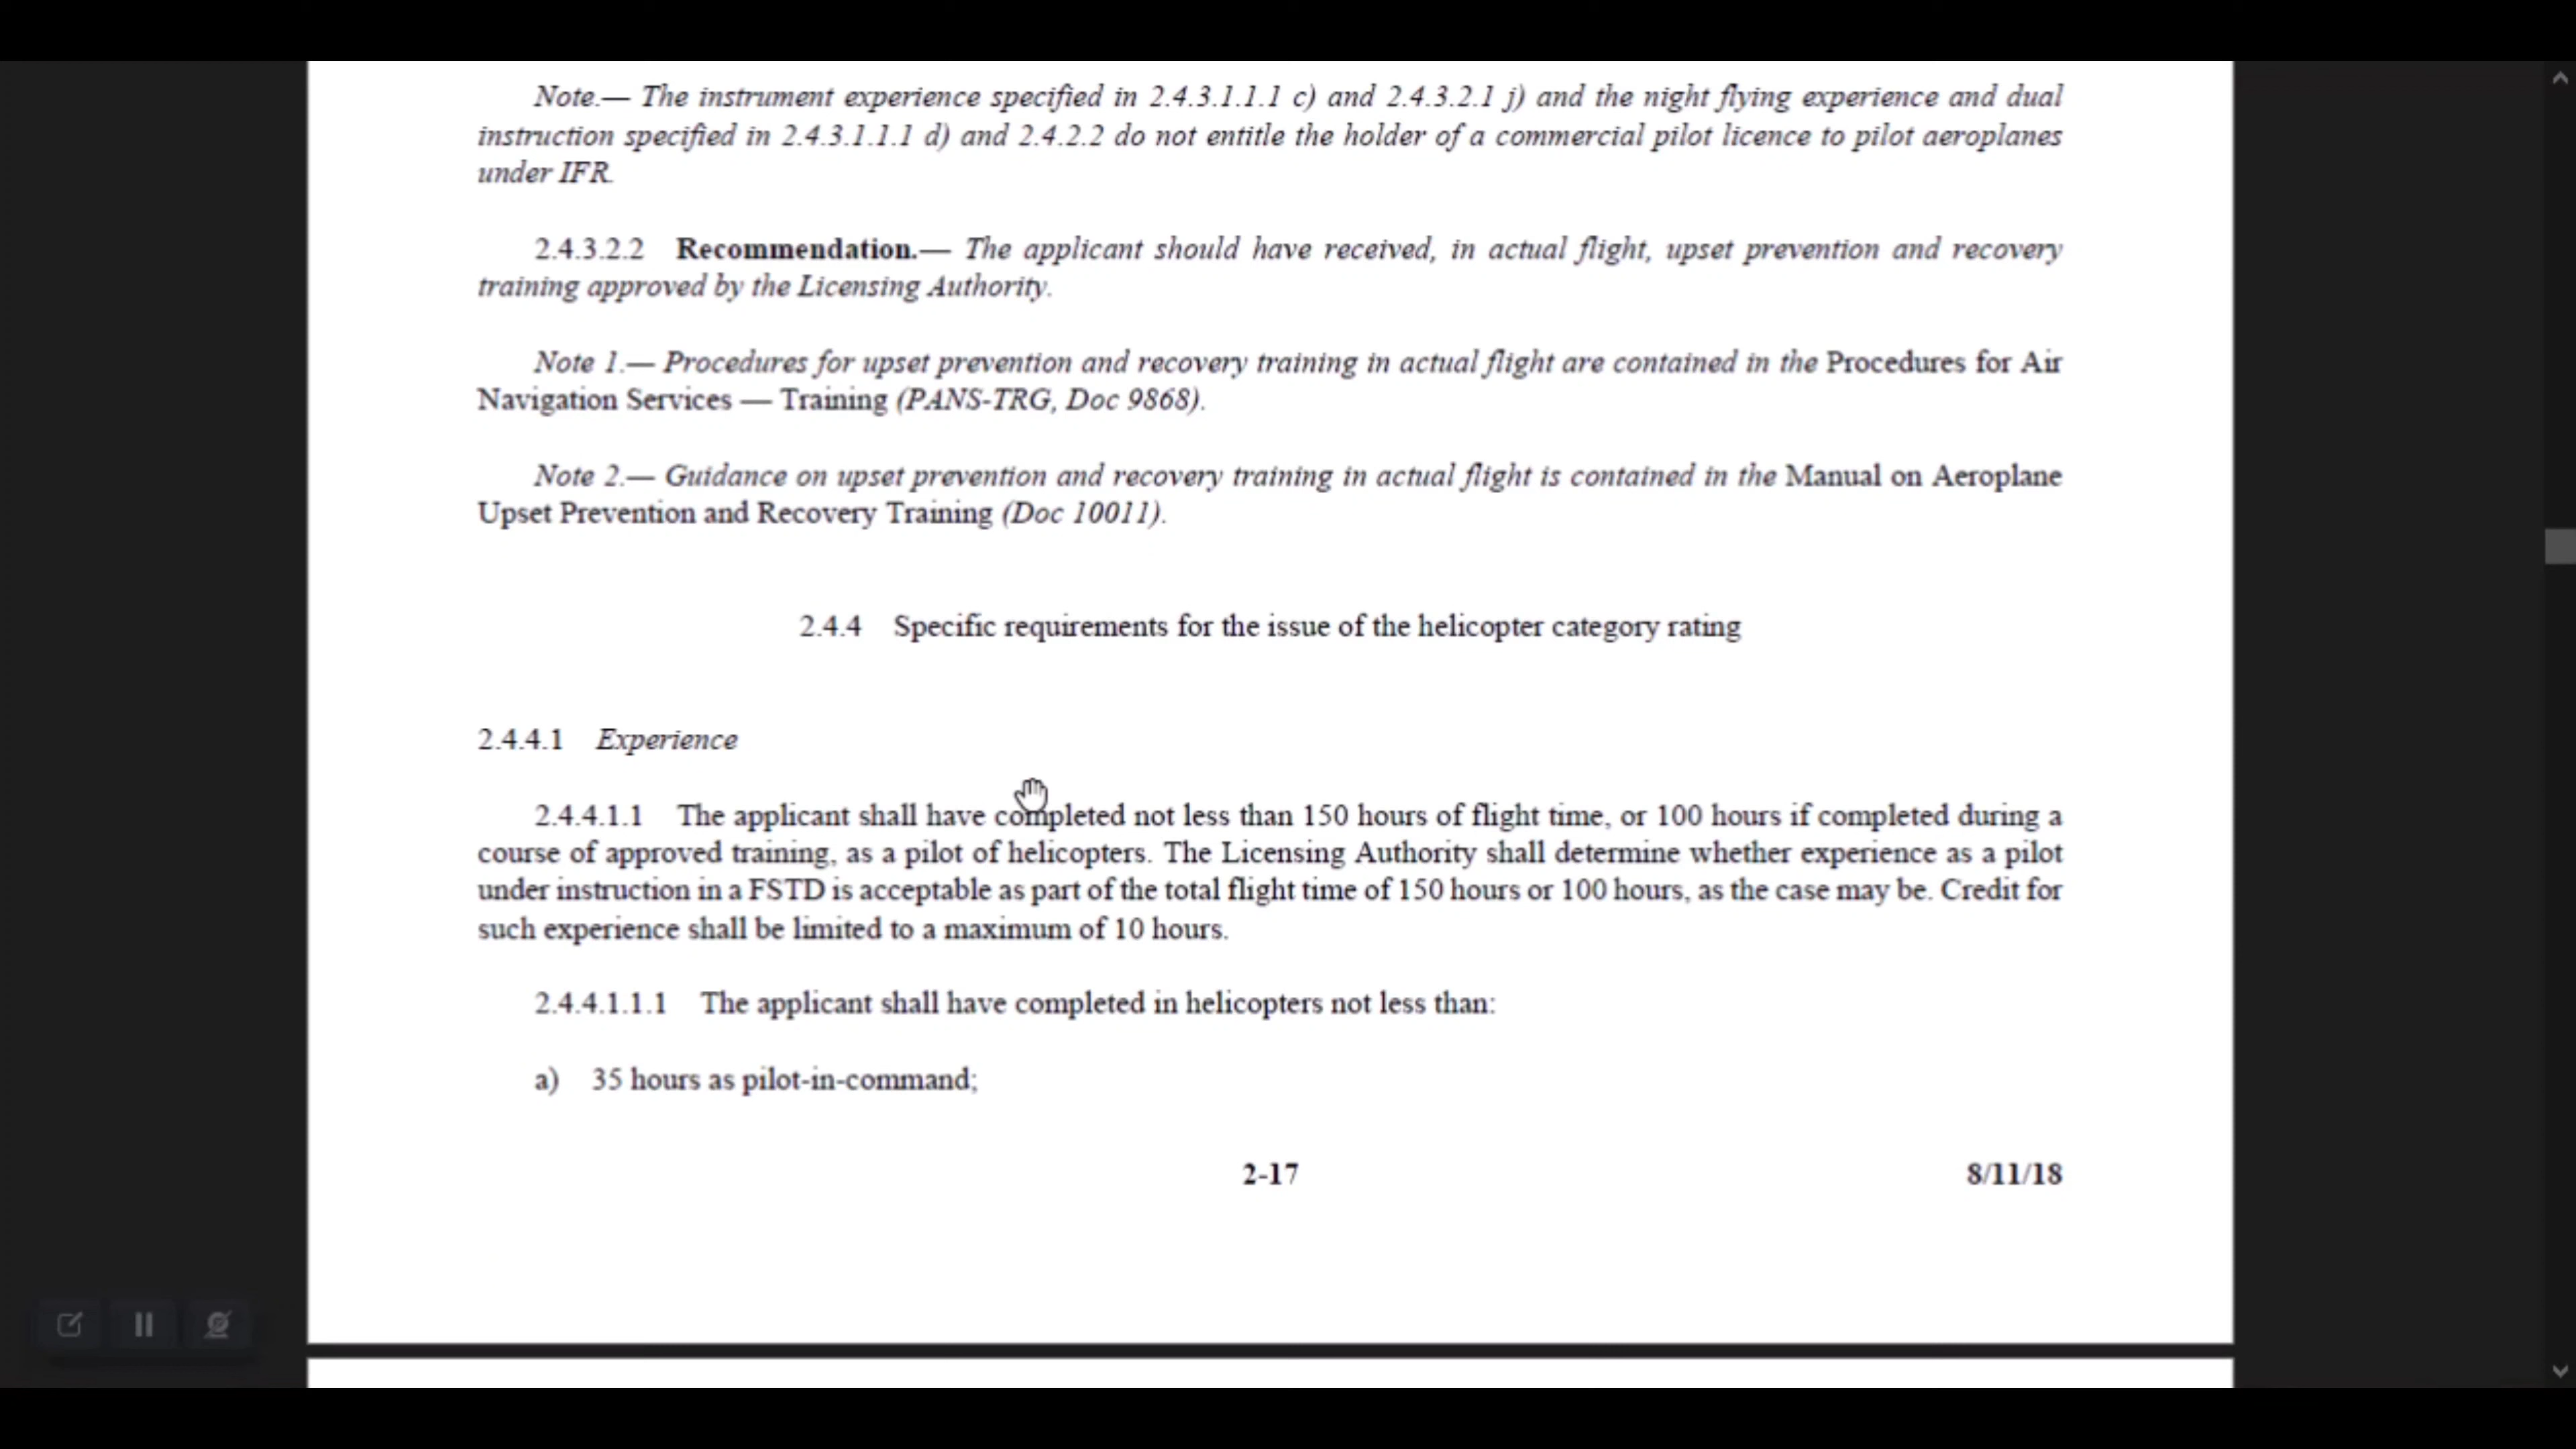 Note.— The instrument experience specified in 2.4.3.1.1.1 c) and 2.4.3.2.1 j) and the night flying experience and dual
instruction specified in 2.4.3.1.1.1 d) and 2.4.2.2 do not entitle the holder of a commercial pilot licence to pilot aeroplanes
under IFR.
2.4.3.2.2 Recommendation.— The applicant should have received, in actual flight, upset prevention and recovery
training approved by the Licensing Authority.
Note 1.— Procedures for upset prevention and recovery training in actual flight are contained in the Procedures for Air
Navigation Services — Training (PANS-TRG, Doc 9868).
Note 2.— Guidance on upset prevention and recovery training in actual flight is contained in the Manual on Aeroplane
Upset Prevention and Recovery Training (Doc 10011).
2.4.4 Specific requirements for the issue of the helicopter category rating
2.4.4.1 Experience
2.4.4.1.1 The applicant shall have completed not less than 150 hours of flight time, or 100 hours if completed during a
course of approved training, as a pilot of helicopters. The Licensing Authority shall determine whether experience as a pilot
under instruction in a FSTD is acceptable as part of the total flight time of 150 hours or 100 hours, as the case may be. Credit for
such experience shall be limited to a maximum of 10 hours.
2.4.4.1.1.1 The applicant shall have completed in helicopters not less than:
a) 35 hours as pilot-in-command;
2-17 8/11/18